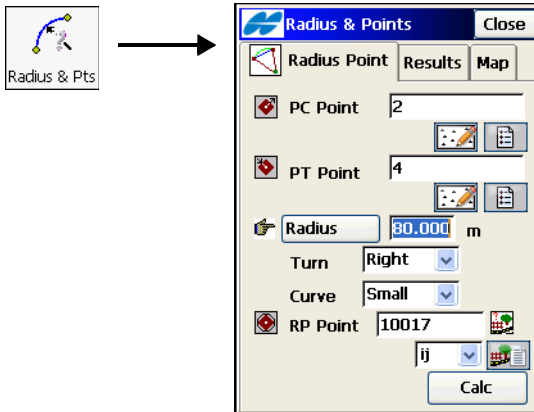 Radius & Pts
Radius & Points Close
Radius Point Results Map
PC Point 2
PT Point 4
Radius 80.000 m
Turn Right
Curve Small
RP Point 10017
ij
Calc